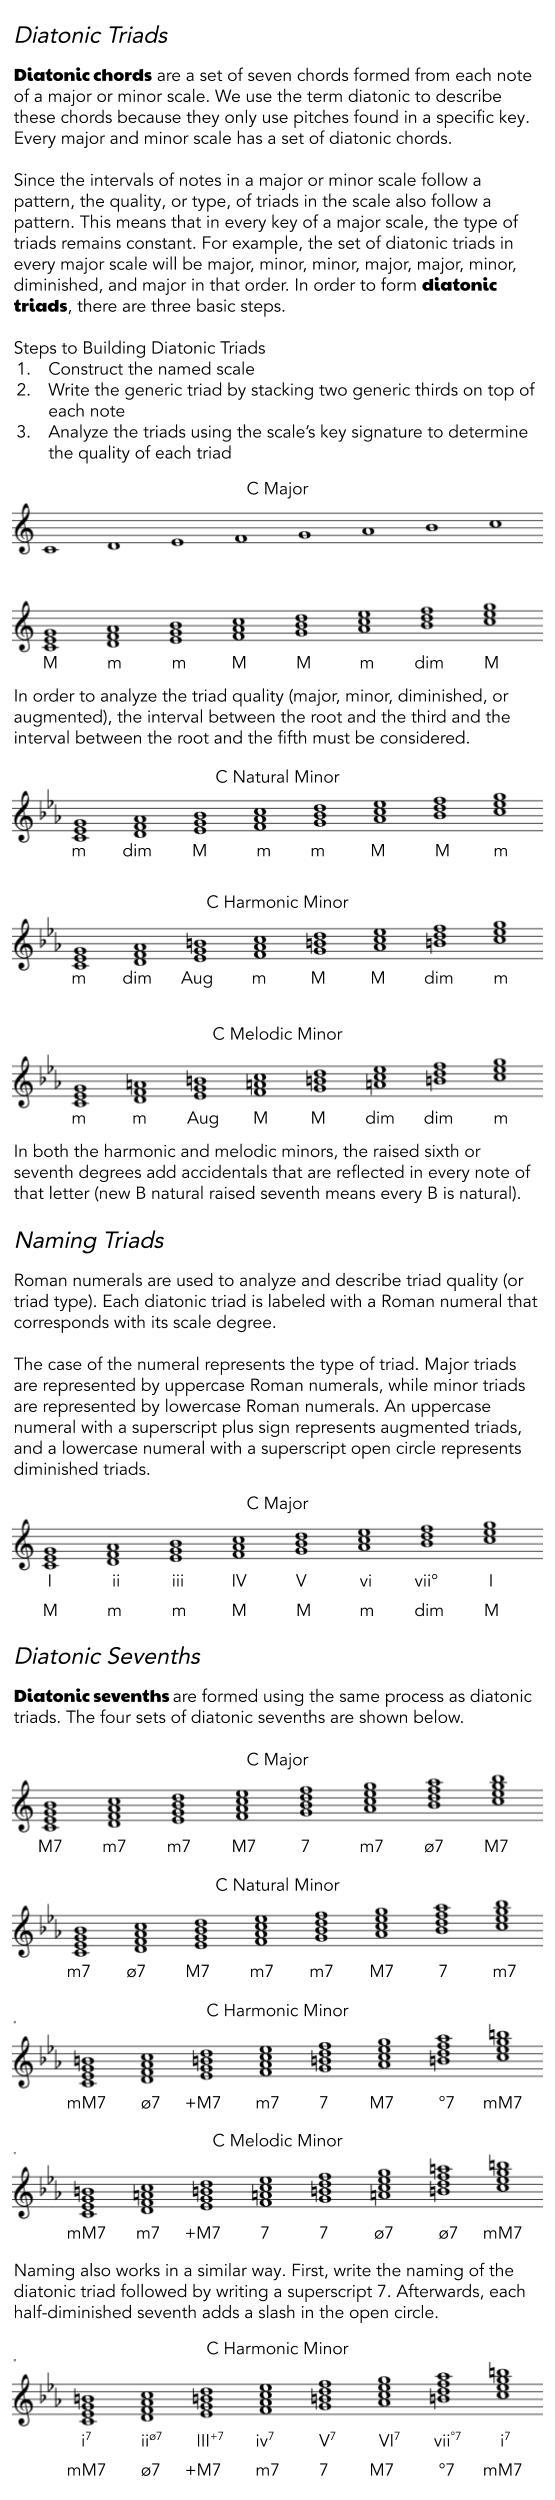 Diatonic Triads
Diatonic chords are a set of seven chords formed from each note
of a major or minor scale. We use the term diatonic to describe
these chords because they only use pitches found in a specific key.
Every major and minor scale has a set of diatonic chords.
Since the intervals of notes in a major or minor scale follow a
pattern, the quality, or type, of triads in the scale also follow a
pattern. This means that in every key of a major scale, the type of
triads remains constant. For example, the set of diatonic triads in
every major scale will be major, minor, minor, major, major, minor,
diminished, and major in that order. In order to form diatonic
triads, there are three basic steps.
Steps to Building Diatonic Triads
1. Construct the named scale
2. Write the generic triad by stacking two generic thirds on top of
each note
3. Analyze the triads using the scale's key signature to determine
the quality of each triad
C Major
M m m M M m dim M
In order to analyze the triad quality (major, minor, diminished, or
augmented), the interval between the root and the third and the
interval between the root and the fifth must be considered.
C Natural Minor
m dim M m m M M m
C Harmonic Minor
m dim Aug m M M dim m
C Melodic Minor
m m Aug M M dim dim m
In both the harmonic and melodic minors, the raised sixth or
seventh degrees add accidentals that are reflected in every note of
that letter (new B natural raised seventh means every B is natural).
Naming Triads
Roman numerals are used to analyze and describe triad quality (or
triad type). Each diatonic triad is labeled with a Roman numeral that
corresponds with its scale degree.
The case of the numeral represents the type of triad. Major triads
are represented by uppercase Roman numerals, while minor triads
are represented by lowercase Roman numerals. An uppercase
numeral with a superscript plus sign represents augmented triads,
and a lowercase numeral with a superscript open circle represents
diminished triads.
C Major
I ii iii IV V vi vii° I
M m m M M m dim M
Diatonic Sevenths
Diatonic sevenths are formed using the same process as diatonic
triads. The four sets of diatonic sevenths are shown below.
C Major
M7 m7 m7 M7 7 m7 ø7 M7
C Natural Minor
m7 ø7 M7 m7 m7 M7 7 m7
C Harmonic Minor
mM7 ø7 +M7 m7 7 M7 °7 mM7
C Melodic Minor
mM7 m7 +M7 7 7 ø7 ø7 mM7
Naming also works in a similar way. First, write the naming of the
diatonic triad followed by writing a superscript 7. Afterwards, each
half-diminished seventh adds a slash in the open circle.
C Harmonic Minor
i⁷ iiø⁷ III⁺⁷ iv⁷ V⁷ VI⁷ vii°⁷ i⁷
mM7 ø7 +M7 m7 7 M7 °7 mM7